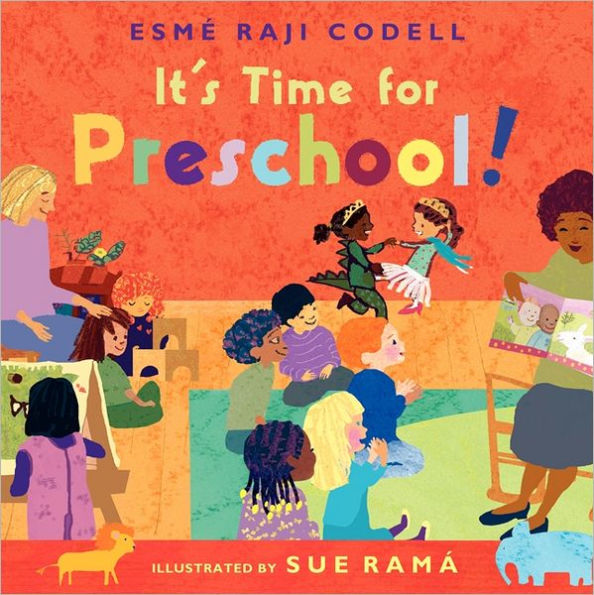 ESMÉ RAJI CODELL
It's Time for
Preschool!
ILLUSTRATED BY SUE RAMÁ